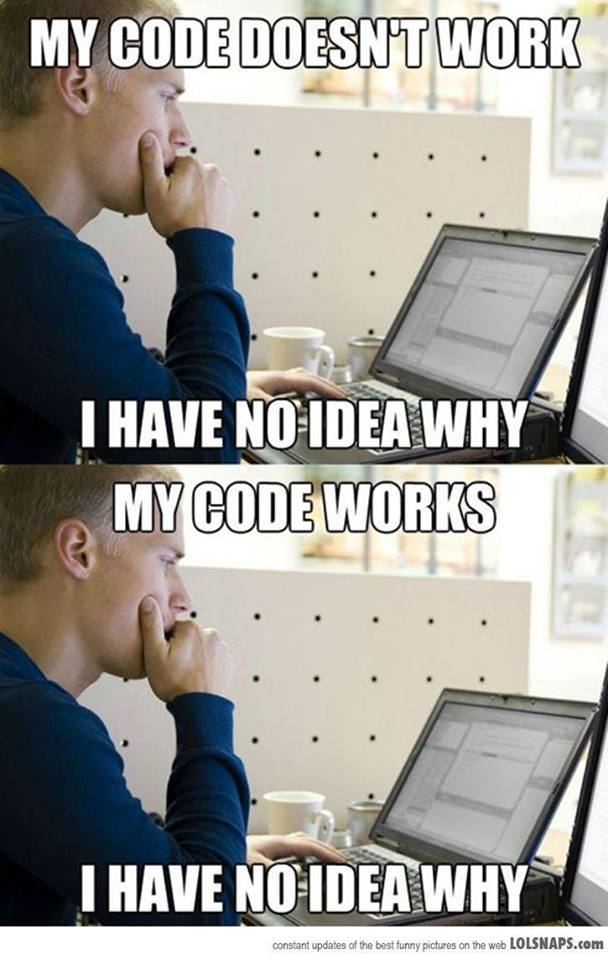 MY CODE DOESN'T WORK
I HAVE NO IDEA WHY
MY CODE WORKS
I HAVE NO IDEA WHY
constant updates of the best funny pictures on the web LOLSNAPS.com